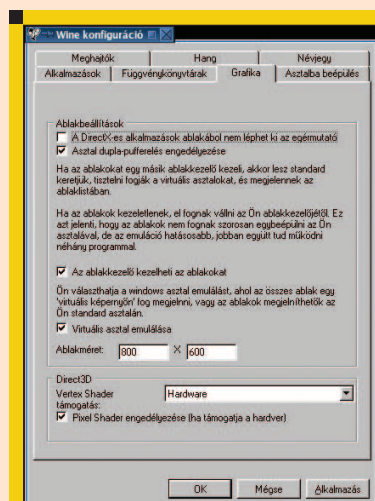 Wine konfiguráció
Meghajtók Hang Névjegy
Alkalmazások Függvénykönyvtárak Grafika Asztalba beépülés
Ablakbeállítások
A DirectX-es alkalmazások ablakából nem léphet ki az egérmutató
Asztal dupla-pufferelés engedélyezése
Ha az ablakokat egy másik ablakkezelő kezeli, akkor lesz standard
keretjük, tisztelni fogják a virtuális asztalokat, és megjelennek az
ablaklistában.
Ha az ablakok kezeletlenek, el fognak vállni az Ön ablakkezelőjétől. Ez
azt jelenti, hogy az ablakok nem fognak szorosan egybeépülni az Ön
asztalával, de az emuláció hatásosabb, jobban együtt tud működni
néhány programmal.
Az ablakkezelő kezelheti az ablakokat
Ön választhatja a windows asztal emulálást, ahol az összes ablak egy
'virtuális képernyőn' fog megjelnni, vagy az ablakok megjelníthetők az
Ön standard asztalán.
Virtuális asztal emulálása
Ablakméret: 800 X 600
Direct3D
Vertex Shader Hardware
támogatás:
Pixel Shader engedélyezése (ha támogatja a hardver)
OK Mégse Alkalmazás